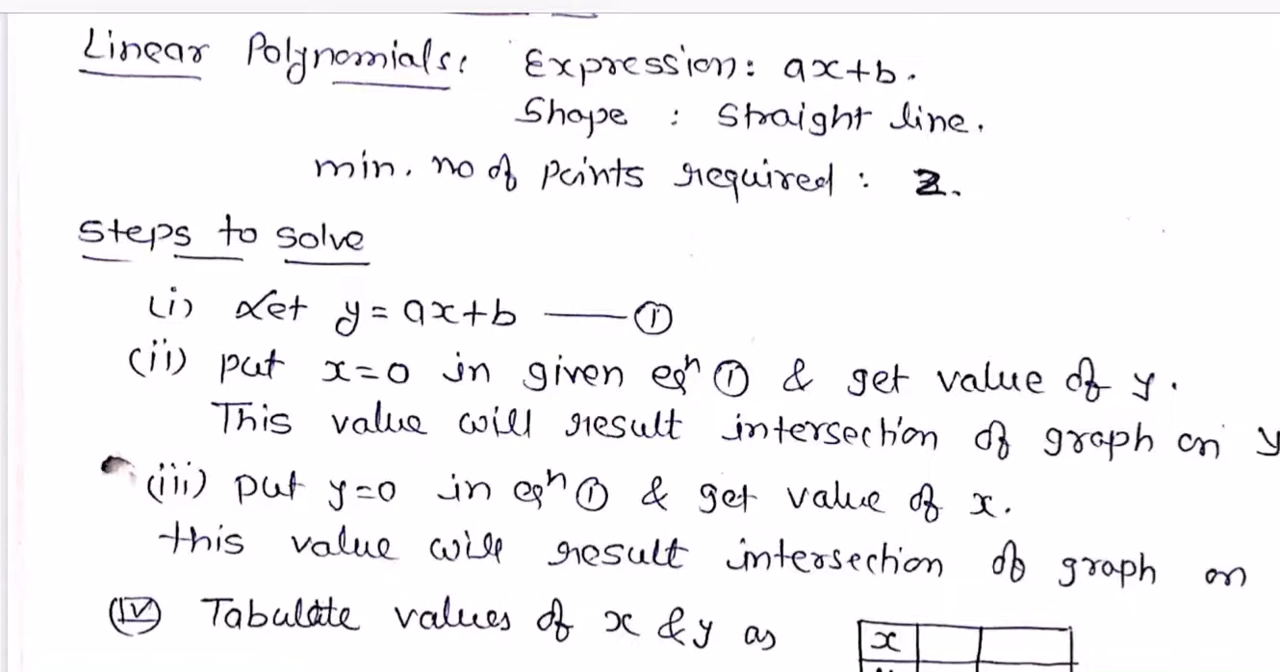 Linear Polynomials: Expression: ax+b.
Shape : Straight line.
min. no of points required : 2.
Steps to solve
(i) Let y = ax+b —— ①
(ii) put x=0 in given eqⁿ ① & get value of y.
This value will result intersection of graph on y
(iii) put y=0 in eqⁿ ① & get value of x.
this value will result intersection of graph on
(iv) Tabulate values of x & y as
x